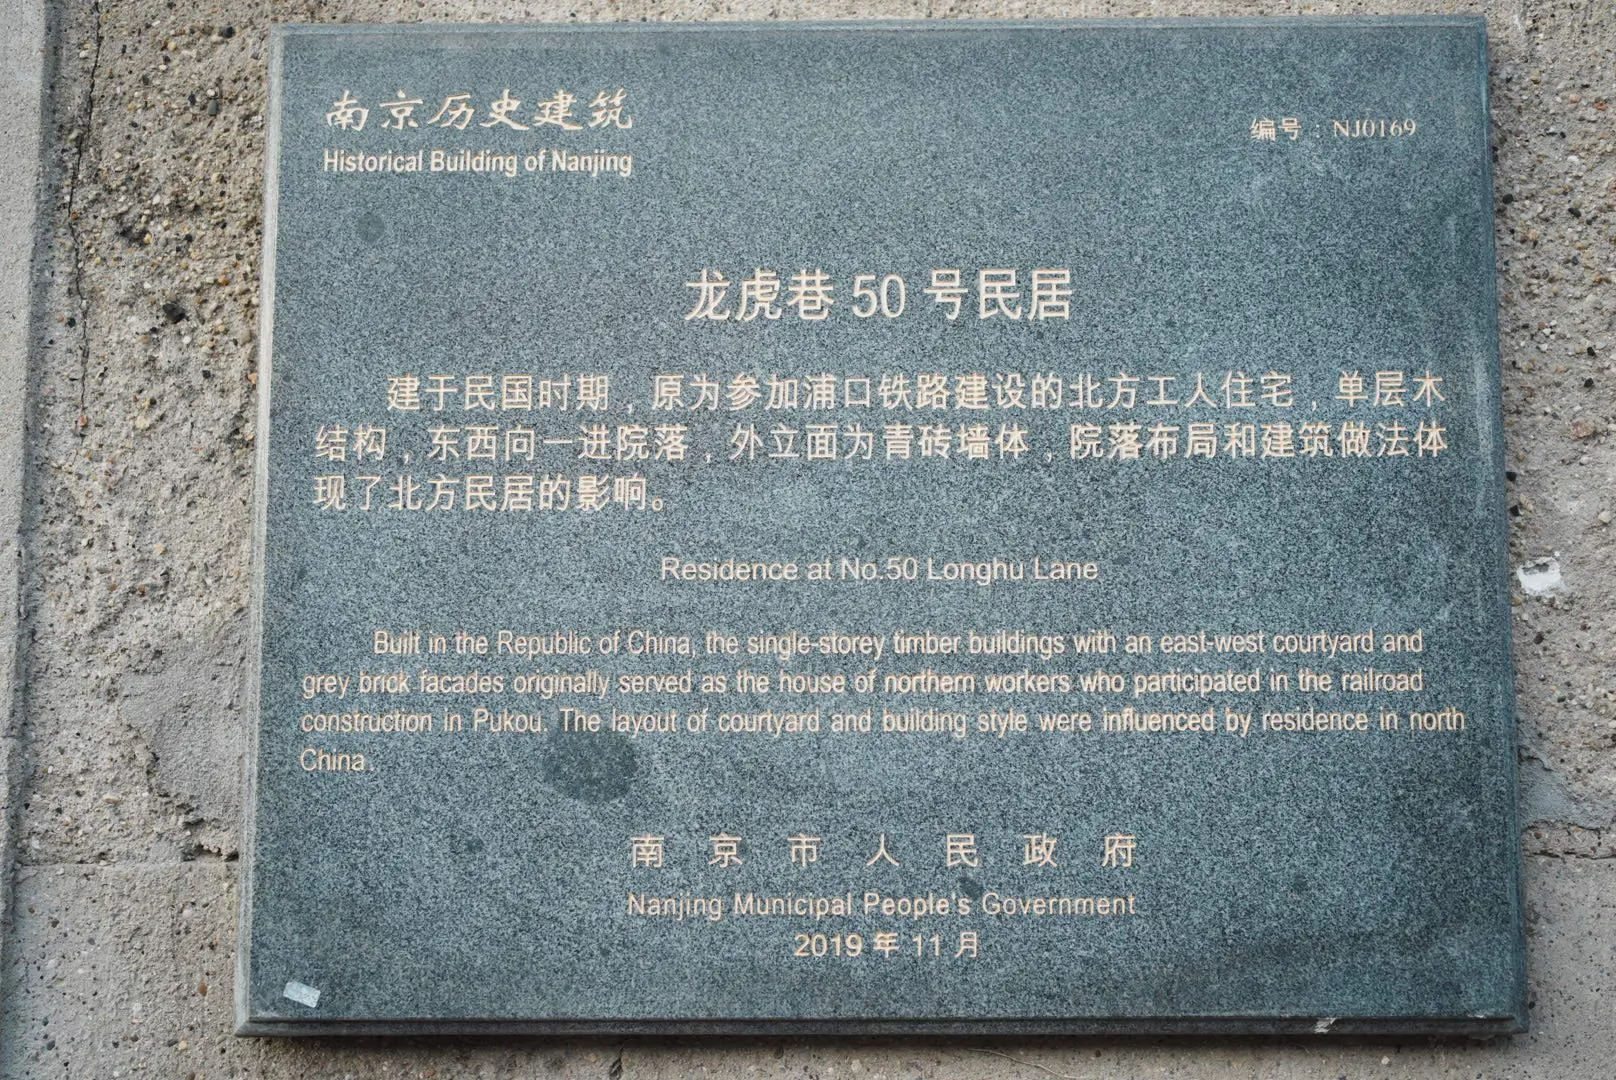 南京历史建筑
Historical Building of Nanjing
编号：NJ0169
龙虎巷 50 号民居
建于民国时期，原为参加浦口铁路建设的北方工人住宅，单层木
结构，东西向一进院落，外立面为青砖墙体，院落布局和建筑做法体
现了北方民居的影响。
Residence at No.50 Longhu Lane
Built in the Republic of China, the single-storey timber buildings with an east-west courtyard and
grey brick facades originally served as the house of northern workers who participated in the railroad
construction in Pukou. The layout of courtyard and building style were influenced by residence in north
China.
南京市人民政府
Nanjing Municipal People's Government
2019 年 11 月